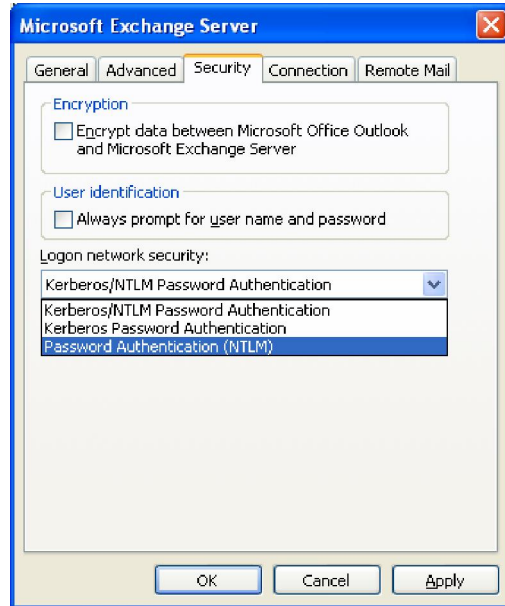 Microsoft Exchange Server
General Advanced Security Connection Remote Mail
Encryption
Encrypt data between Microsoft Office Outlook
and Microsoft Exchange Server
User identification
Always prompt for user name and password
Logon network security:
Kerberos/NTLM Password Authentication
Kerberos/NTLM Password Authentication
Kerberos Password Authentication
Password Authentication (NTLM)
OK Cancel Apply